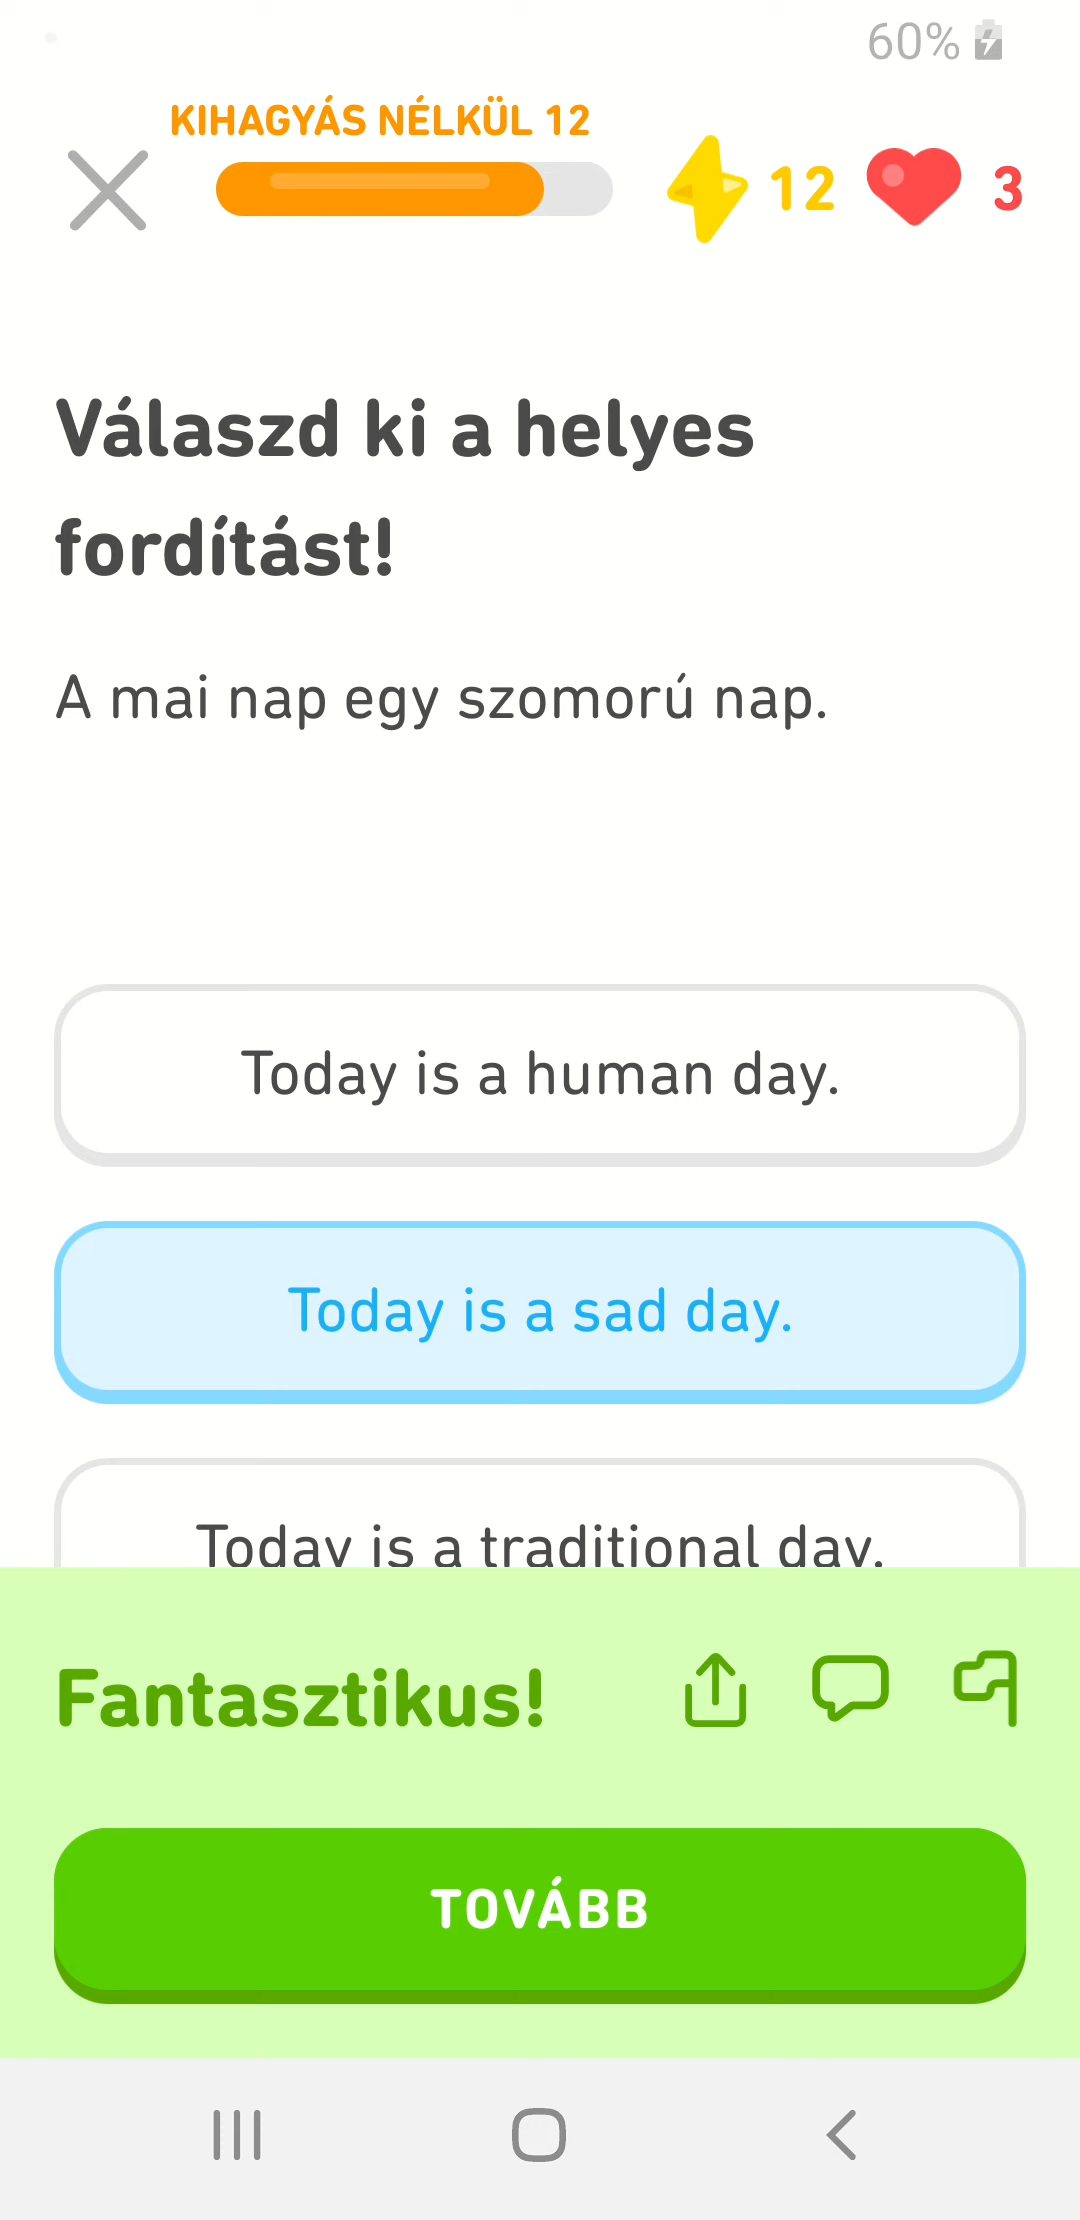 60%
KIHAGYÁS NÉLKÜL 12
12
3
Válaszd ki a helyes
fordítást!
A mai nap egy szomorú nap.
Today is a human day.
Today is a sad day.
Today is a traditional day.
Fantasztikus!
TOVÁBB